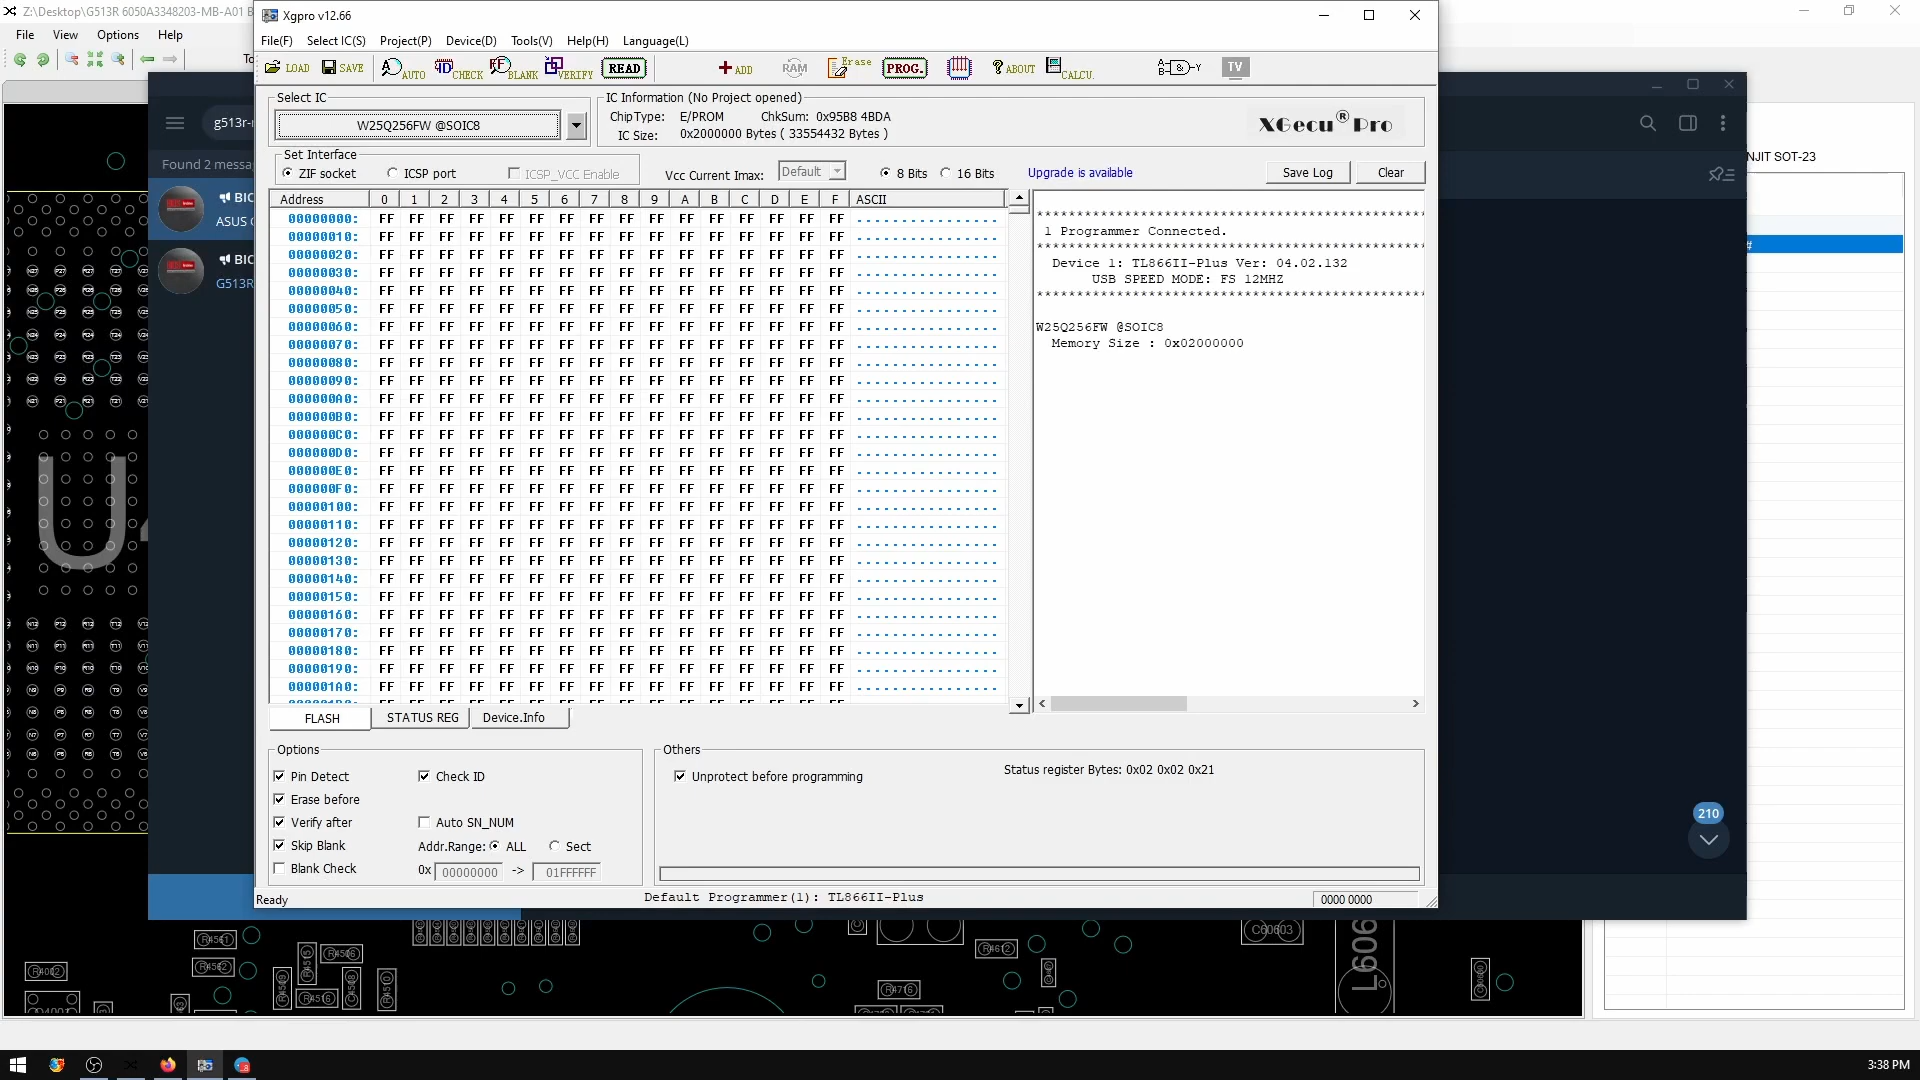 Z:\Desktop\G513R 6050A3348203-MB-A01 B
File View Options Help
Xgpro v12.66
File(F) Select IC(S) Project(P) Device(D) Tools(V) Help(H) Language(L)
LOAD SAVE AUTO CHECK BLANK VERIFY READ ADD RAM Erase PROG. ABOUT CALCU. TV
Select IC
W25Q256FW @SOIC8
IC Information (No Project opened)
ChipType: E/PROM ChkSum: 0x95B8 4BDA
IC Size: 0x2000000 Bytes ( 33554432 Bytes )
XGecu® Pro
Set Interface
ZIF socket ICSP port ICSP_VCC Enable
Vcc Current Imax: Default 8 Bits 16 Bits
Upgrade is available
Save Log Clear
Address 0 1 2 3 4 5 6 7 8 9 A B C D E F ASCII
00000000: FF FF FF FF FF FF FF FF FF FF FF FF FF FF FF FF ................
00000010: FF FF FF FF FF FF FF FF FF FF FF FF FF FF FF FF ................
00000020: FF FF FF FF FF FF FF FF FF FF FF FF FF FF FF FF ................
00000030: FF FF FF FF FF FF FF FF FF FF FF FF FF FF FF FF ................
00000040: FF FF FF FF FF FF FF FF FF FF FF FF FF FF FF FF ................
00000050: FF FF FF FF FF FF FF FF FF FF FF FF FF FF FF FF ................
00000060: FF FF FF FF FF FF FF FF FF FF FF FF FF FF FF FF ................
00000070: FF FF FF FF FF FF FF FF FF FF FF FF FF FF FF FF ................
00000080: FF FF FF FF FF FF FF FF FF FF FF FF FF FF FF FF ................
00000090: FF FF FF FF FF FF FF FF FF FF FF FF FF FF FF FF ................
000000A0: FF FF FF FF FF FF FF FF FF FF FF FF FF FF FF FF ................
000000B0: FF FF FF FF FF FF FF FF FF FF FF FF FF FF FF FF ................
000000C0: FF FF FF FF FF FF FF FF FF FF FF FF FF FF FF FF ................
000000D0: FF FF FF FF FF FF FF FF FF FF FF FF FF FF FF FF ................
000000E0: FF FF FF FF FF FF FF FF FF FF FF FF FF FF FF FF ................
000000F0: FF FF FF FF FF FF FF FF FF FF FF FF FF FF FF FF ................
00000100: FF FF FF FF FF FF FF FF FF FF FF FF FF FF FF FF ................
00000110: FF FF FF FF FF FF FF FF FF FF FF FF FF FF FF FF ................
00000120: FF FF FF FF FF FF FF FF FF FF FF FF FF FF FF FF ................
00000130: FF FF FF FF FF FF FF FF FF FF FF FF FF FF FF FF ................
00000140: FF FF FF FF FF FF FF FF FF FF FF FF FF FF FF FF ................
00000150: FF FF FF FF FF FF FF FF FF FF FF FF FF FF FF FF ................
00000160: FF FF FF FF FF FF FF FF FF FF FF FF FF FF FF FF ................
00000170: FF FF FF FF FF FF FF FF FF FF FF FF FF FF FF FF ................
00000180: FF FF FF FF FF FF FF FF FF FF FF FF FF FF FF FF ................
00000190: FF FF FF FF FF FF FF FF FF FF FF FF FF FF FF FF ................
000001A0: FF FF FF FF FF FF FF FF FF FF FF FF FF FF FF FF ................
1 Programmer Connected.
Device 1: TL866II-Plus Ver: 04.02.132
USB SPEED MODE: FS 12MHZ
W25Q256FW @SOIC8
Memory Size : 0x02000000
FLASH STATUS REG Device.Info
Options
Pin Detect Check ID
Erase before
Verify after Auto SN_NUM
Skip Blank Addr.Range: ALL Sect
Blank Check 0x 00000000 -> 01FFFFFF
Others
Unprotect before programming
Status register Bytes: 0x02 0x02 0x21
Ready
Default Programmer(1): TL866II-Plus
0000 0000
To
g513r-
Found 2 messa
BIO
ASUS
BIO
G513R
210
NJIT SOT-23
#
R4561
R4562
R4002
R4506
R4516
R4510
R4612
R4716
C60603
L606
3:38 PM